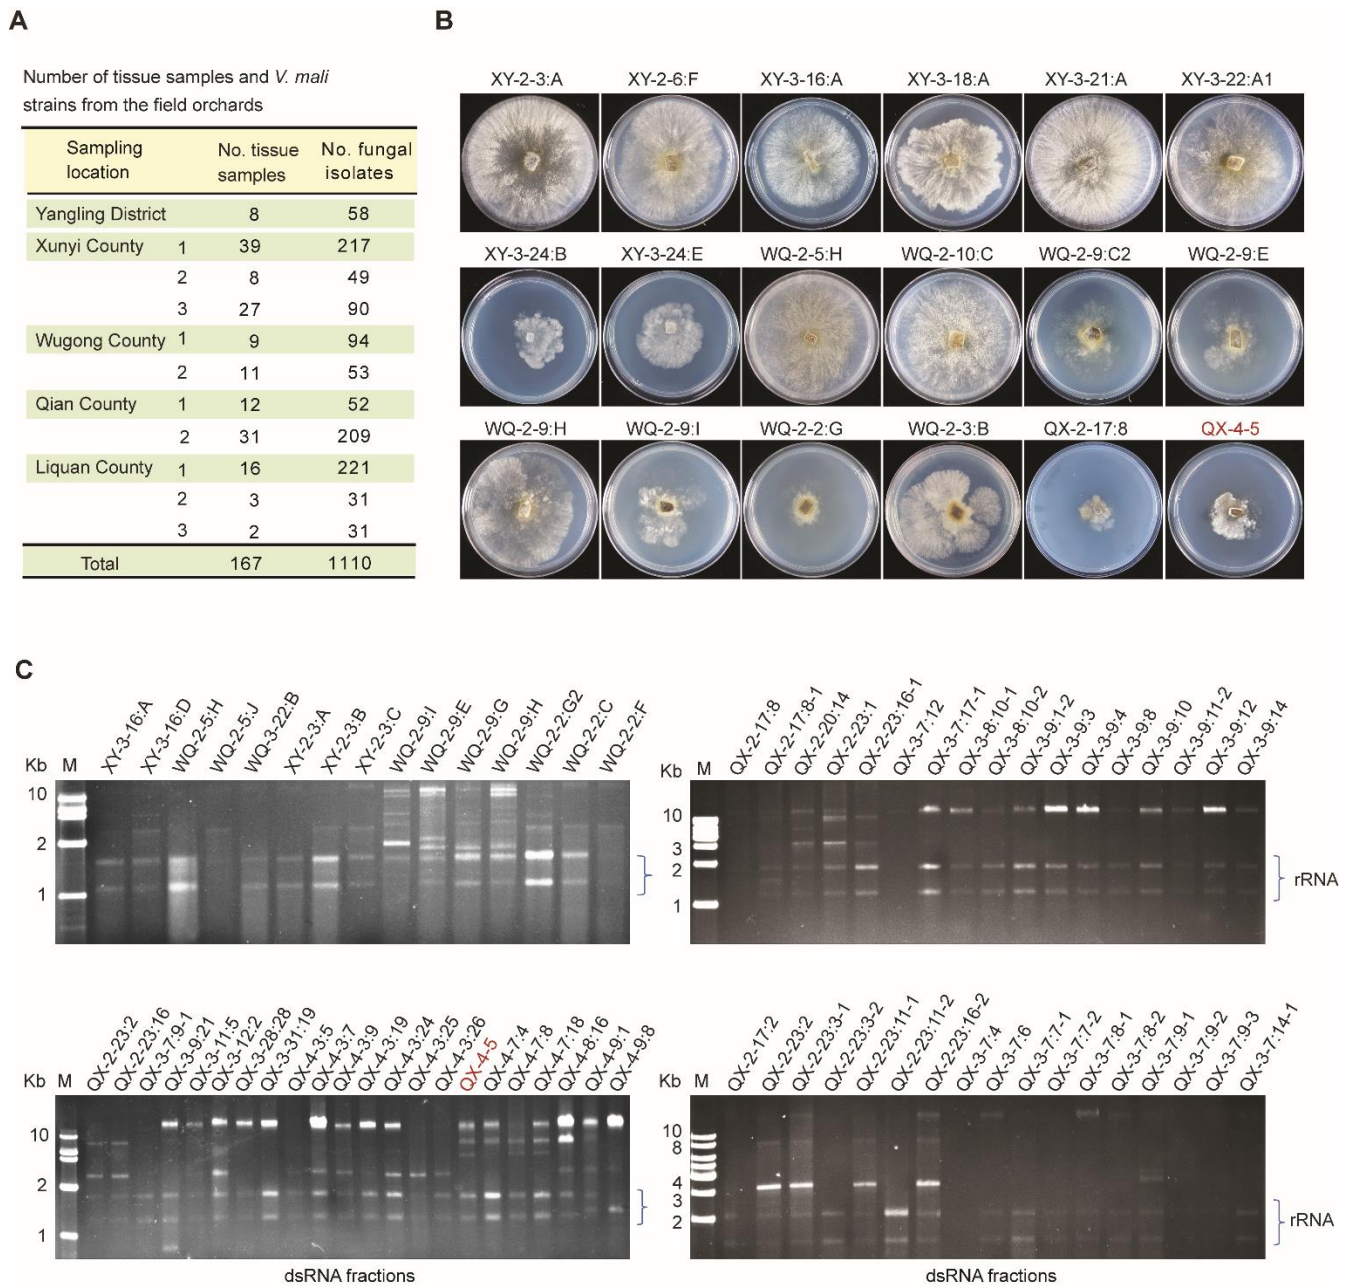 A
Number of tissue samples and V. mali
strains from the field orchards
Sampling location No. tissue samples No. fungal isolates
Yangling District 8 58
Xunyi County 1 39 217
2 8 49
3 27 90
Wugong County 1 9 94
2 11 53
Qian County 1 12 52
2 31 209
Liquan County 1 16 221
2 3 31
3 2 31
Total 167 1110
B
XY-2-3:A XY-2-6:F XY-3-16:A XY-3-18:A XY-3-21:A XY-3-22:A1
XY-3-24:B XY-3-24:E WQ-2-5:H WQ-2-10:C WQ-2-9:C2 WQ-2-9:E
WQ-2-9:H WQ-2-9:I WQ-2-2:G WQ-2-3:B QX-2-17:8 QX-4-5
C
Kb M XY-3-16:A XY-3-16:D WQ-2-5:H WQ-2-5:J WQ-3-22:B XY-2-3:A XY-2-3:B XY-2-3:C WQ-2-9:I WQ-2-9:E WQ-2-9:G WQ-2-9:H WQ-2-2:G2 WQ-2-2:C WQ-2-2:F
10
2
1
Kb M QX-2-17:8 QX-2-17:8-1 QX-2-20:14 QX-2-23:1 QX-2-23:16-1 QX-3-7:12 QX-3-7:17-1 QX-3-8:10-1 QX-3-8:10-2 QX-3-9:1-2 QX-3-9:3 QX-3-9:4 QX-3-9:8 QX-3-9:10 QX-3-9:11-2 QX-3-9:12 QX-3-9:14
10
3
2
1
rRNA
Kb M QX-2-23:2 QX-2-23:16 QX-3-7:9-1 QX-3-9:21 QX-3-11:5 QX-3-12:2 QX-3-28:28 QX-3-31:19 QX-4-3:5 QX-4-3:7 QX-4-3:9 QX-4-3:19 QX-4-3:24 QX-4-3:25 QX-4-3:26 QX-4-5 QX-4-7:4 QX-4-7:8 QX-4-7:18 QX-4-8:16 QX-4-9:1 QX-4-9:8
10
2
1
dsRNA fractions
Kb M QX-2-17:2 QX-2-23:2 QX-2-23:3-1 QX-2-23:3-2 QX-2-23:11-1 QX-2-23:11-2 QX-2-23:16-2 QX-3-7:4 QX-3-7:6 QX-3-7:7-1 QX-3-7:7-2 QX-3-7:8-1 QX-3-7:8-2 QX-3-7:9-1 QX-3-7:9-2 QX-3-7:9-3 QX-3-7:14-1
10
8
4
3
2
rRNA
dsRNA fractions